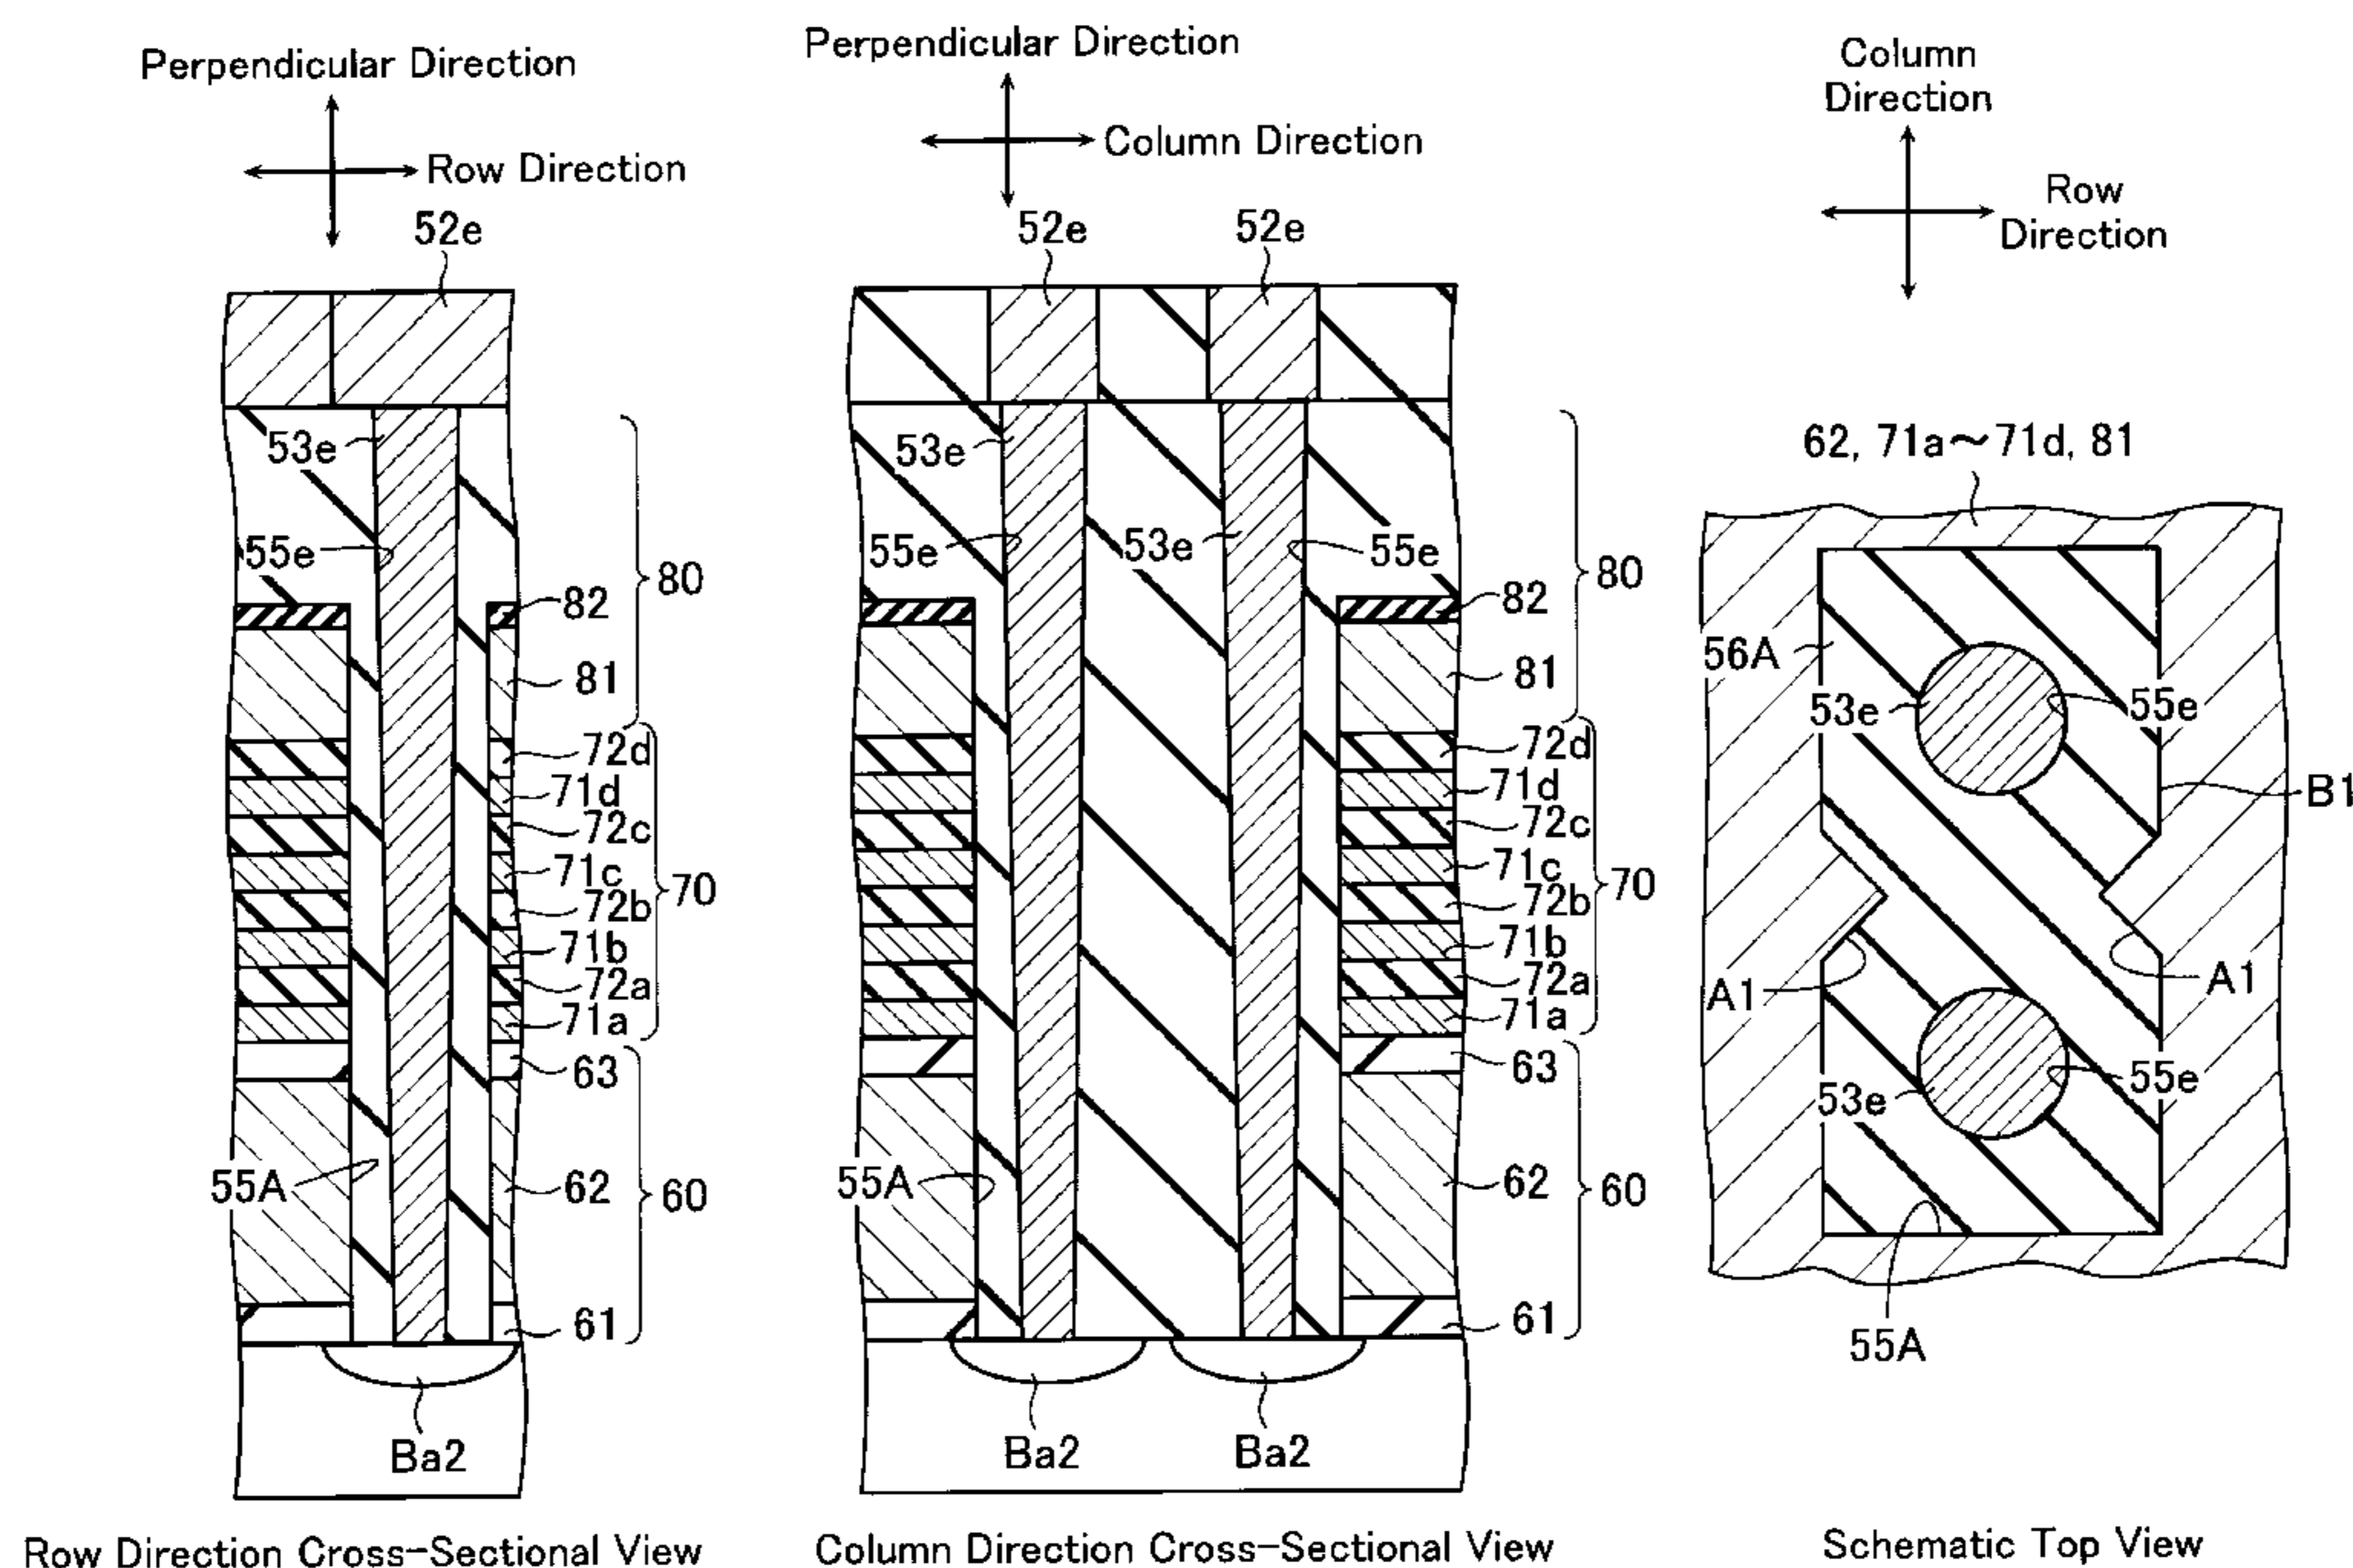 Perpendicular Direction
Row Direction
52e
53e
55e
80
82
81
72d
71d
72c
71c
70
72b
71b
72a
71a
63
55A
62
60
61
Ba2
Row Direction Cross-Sectional View
Perpendicular Direction
Column Direction
52e
52e
53e
55e
53e
55e
80
82
81
72d
71d
72c
71c
70
72b
71b
72a
71a
63
55A
62
60
61
Ba2
Ba2
Column Direction Cross-Sectional View
Column
Direction
Row
Direction
62, 71a～71d, 81
56A
53e
55e
B1
A1
A1
53e
55e
55A
Schematic Top View